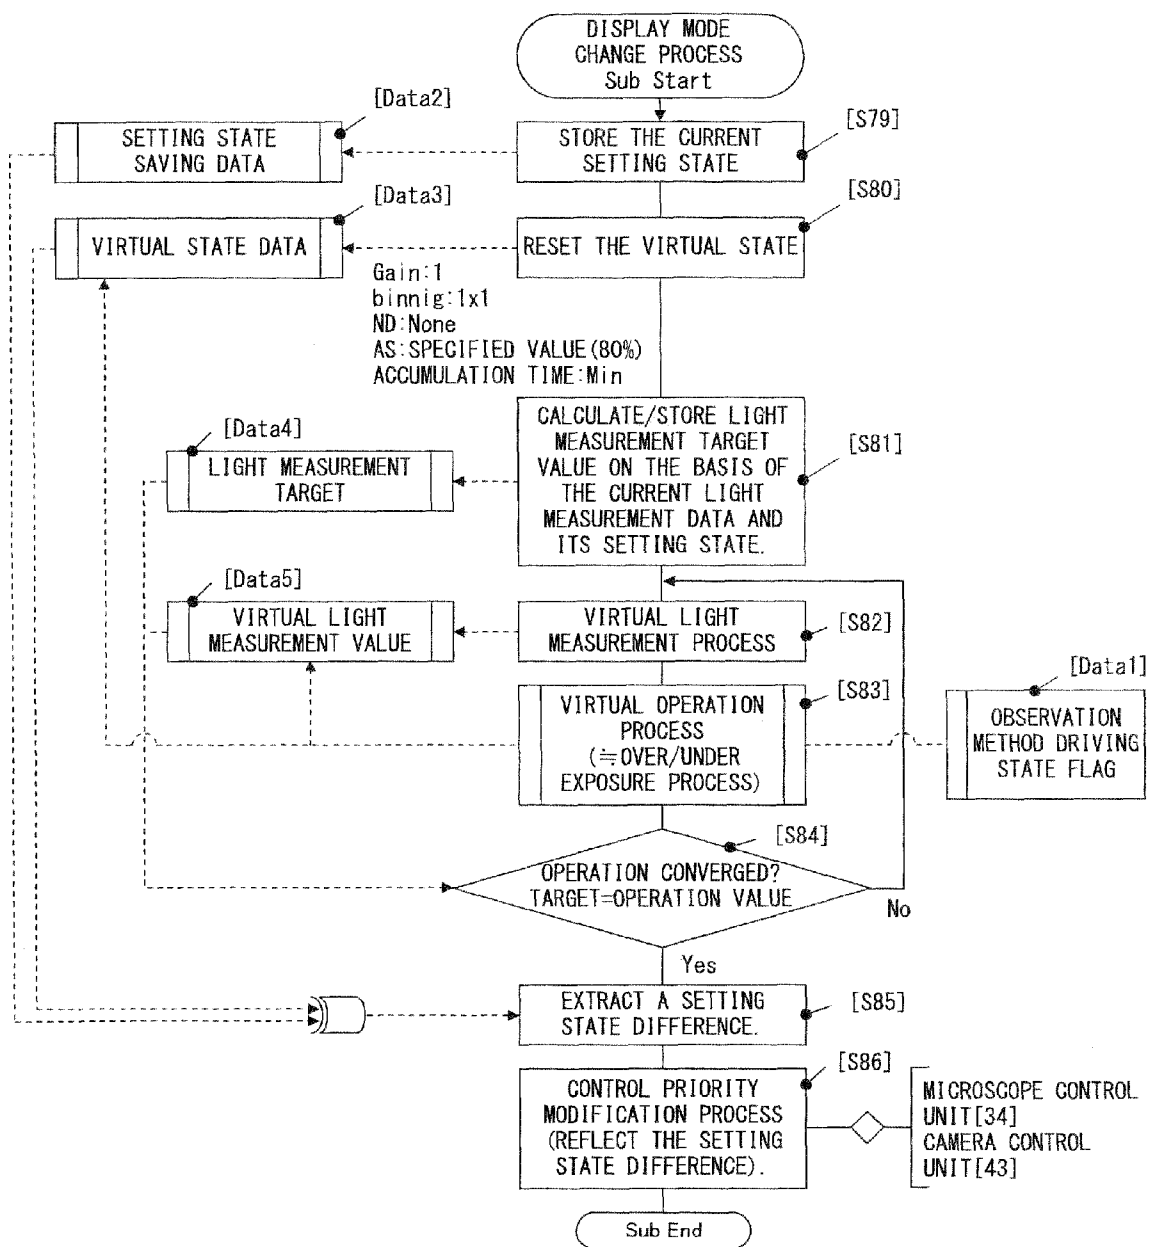 DISPLAY MODE
CHANGE PROCESS
Sub Start
[Data2]
SETTING STATE
SAVING DATA
STORE THE CURRENT
SETTING STATE
[S79]
[Data3]
VIRTUAL STATE DATA
RESET THE VIRTUAL STATE
[S80]
Gain:1
binnig:1x1
ND:None
AS:SPECIFIED VALUE(80%)
ACCUMULATION TIME:Min
[Data4]
LIGHT MEASUREMENT
TARGET
CALCULATE/STORE LIGHT
MEASUREMENT TARGET
VALUE ON THE BASIS OF
THE CURRENT LIGHT
MEASUREMENT DATA AND
ITS SETTING STATE.
[S81]
[Data5]
VIRTUAL LIGHT
MEASUREMENT VALUE
VIRTUAL LIGHT
MEASUREMENT PROCESS
[S82]
VIRTUAL OPERATION
PROCESS
(≒OVER/UNDER
EXPOSURE PROCESS)
[S83]
[Data1]
OBSERVATION
METHOD DRIVING
STATE FLAG
[S84]
OPERATION CONVERGED?
TARGET=OPERATION VALUE
No
Yes
EXTRACT A SETTING
STATE DIFFERENCE.
[S85]
CONTROL PRIORITY
MODIFICATION PROCESS
(REFLECT THE SETTING
STATE DIFFERENCE).
[S86]
MICROSCOPE CONTROL
UNIT[34]
CAMERA CONTROL
UNIT[43]
Sub End